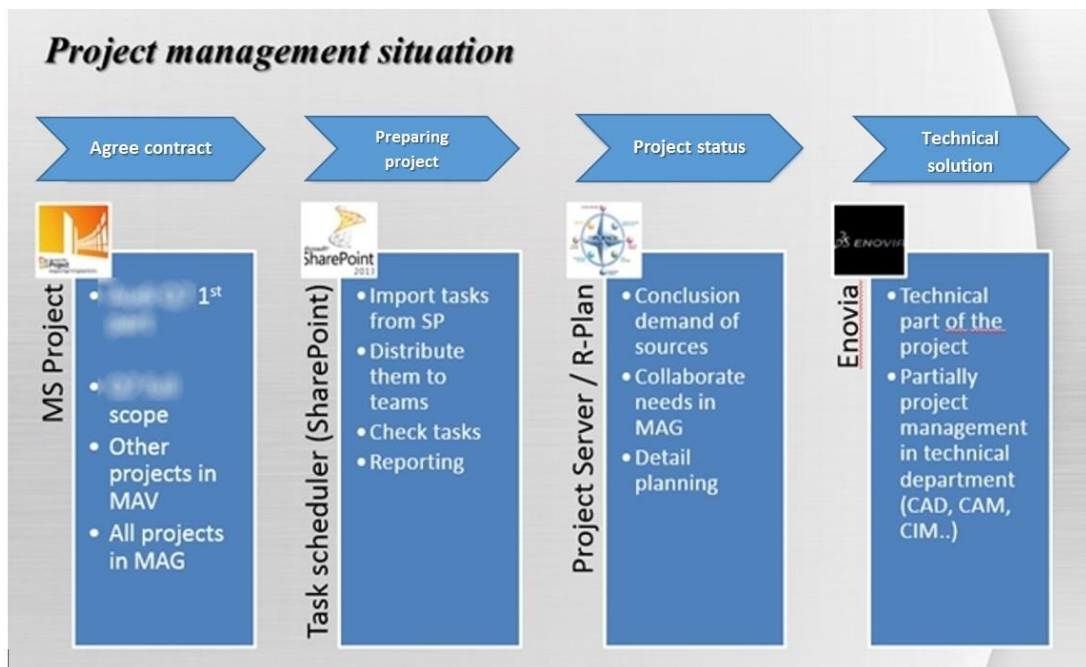 Project management situation
Agree contract
Preparing
project
Project status
Technical
solution
MS Project
Project
1st
scope
• Other
projects in
MAV
• All projects
in MAG
Task scheduler (SharePoint)
SharePoint
2013
• Import tasks
from SP
• Distribute
them to
teams
• Check tasks
• Reporting
Project Server / R-Plan
• Conclusion
demand of
sources
• Collaborate
needs in
MAG
• Detail
planning
Enovia
ENOVIA
• Technical
part of the
project
• Partially
project
management
in technical
department
(CAD, CAM,
CIM..)